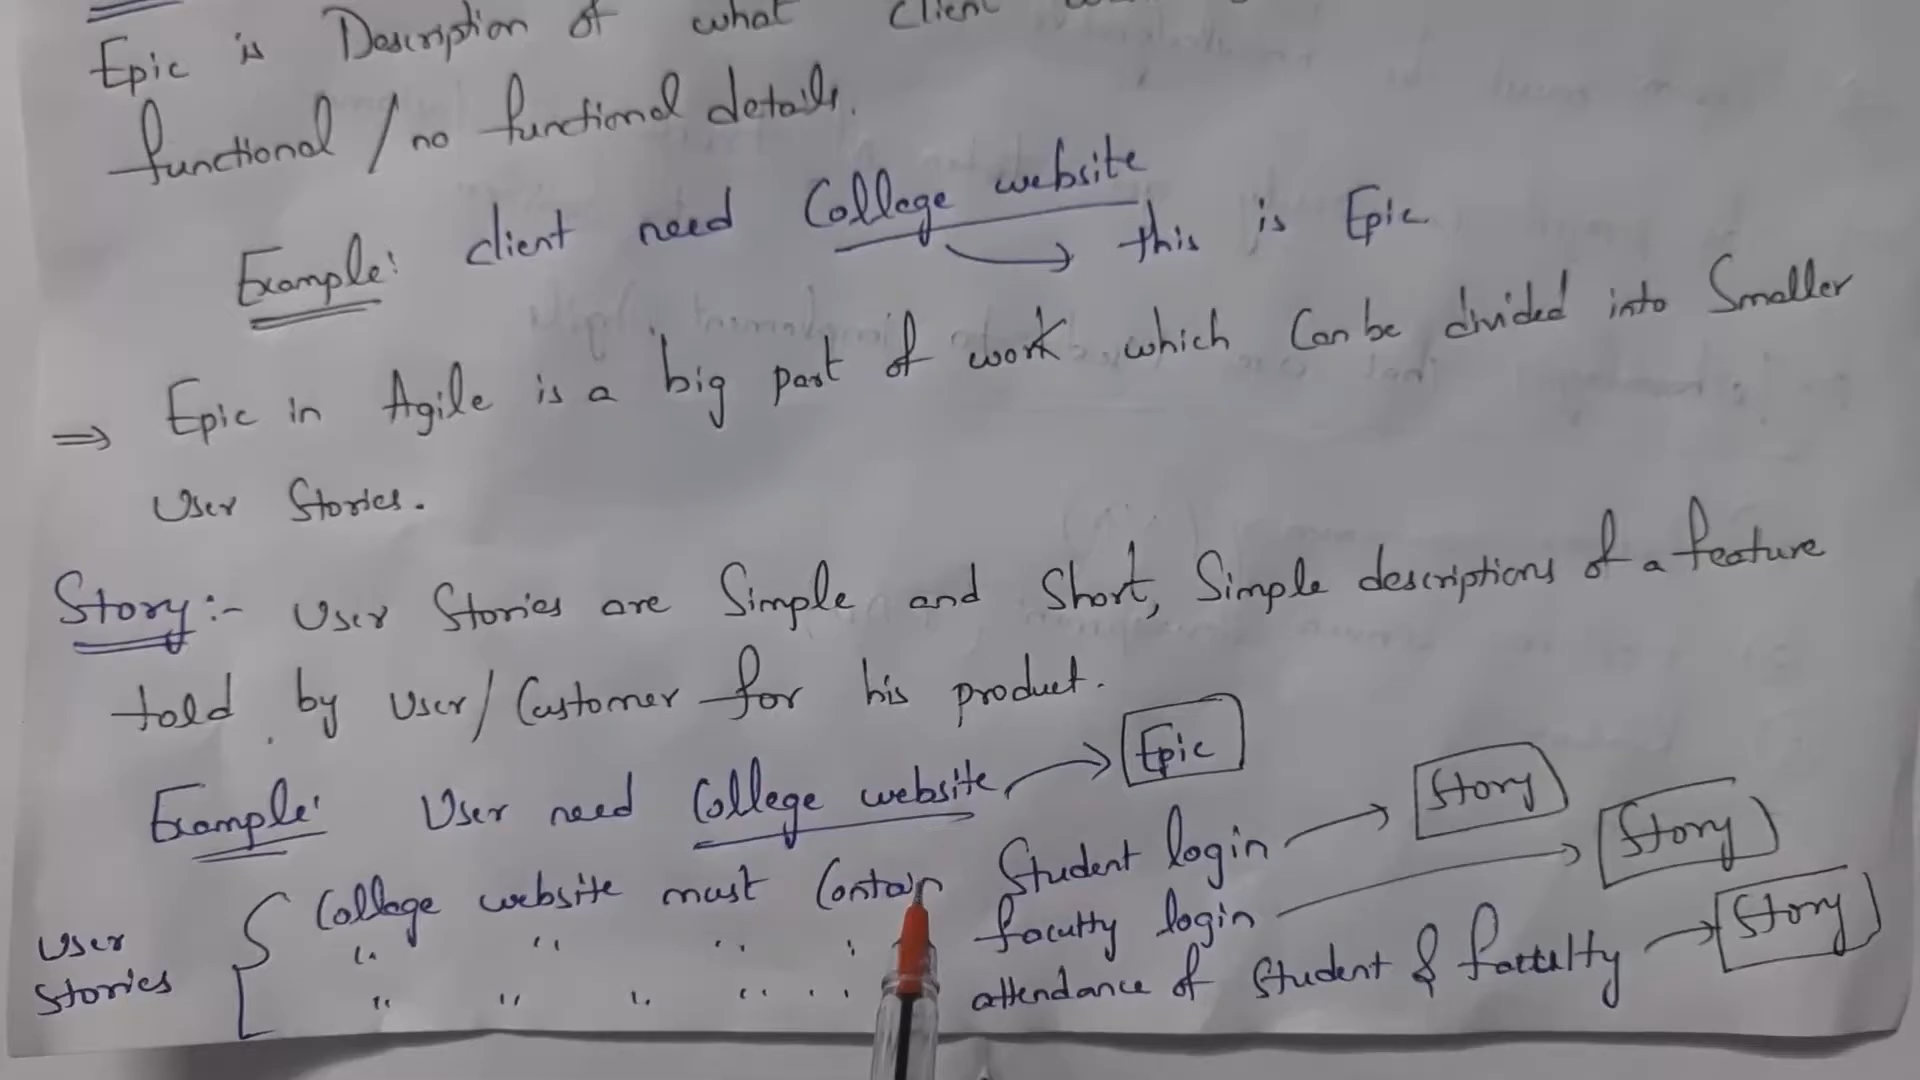 Epic is Description of what client
functional / no functional details.
Example: client need College website
this is Epic
⇒ Epic in Agile is a big part of work which Can be divided into Smaller
User Stories.
Story:- User Stories are Simple and Short, Simple descriptions of a feature
told by User/Customer for his product.
Example: User need College website → Epic
College website must Contain Student login → Story
" " " : faculty login → Story
" " " " . . attendance of Student & faculty → Story
User
Stories